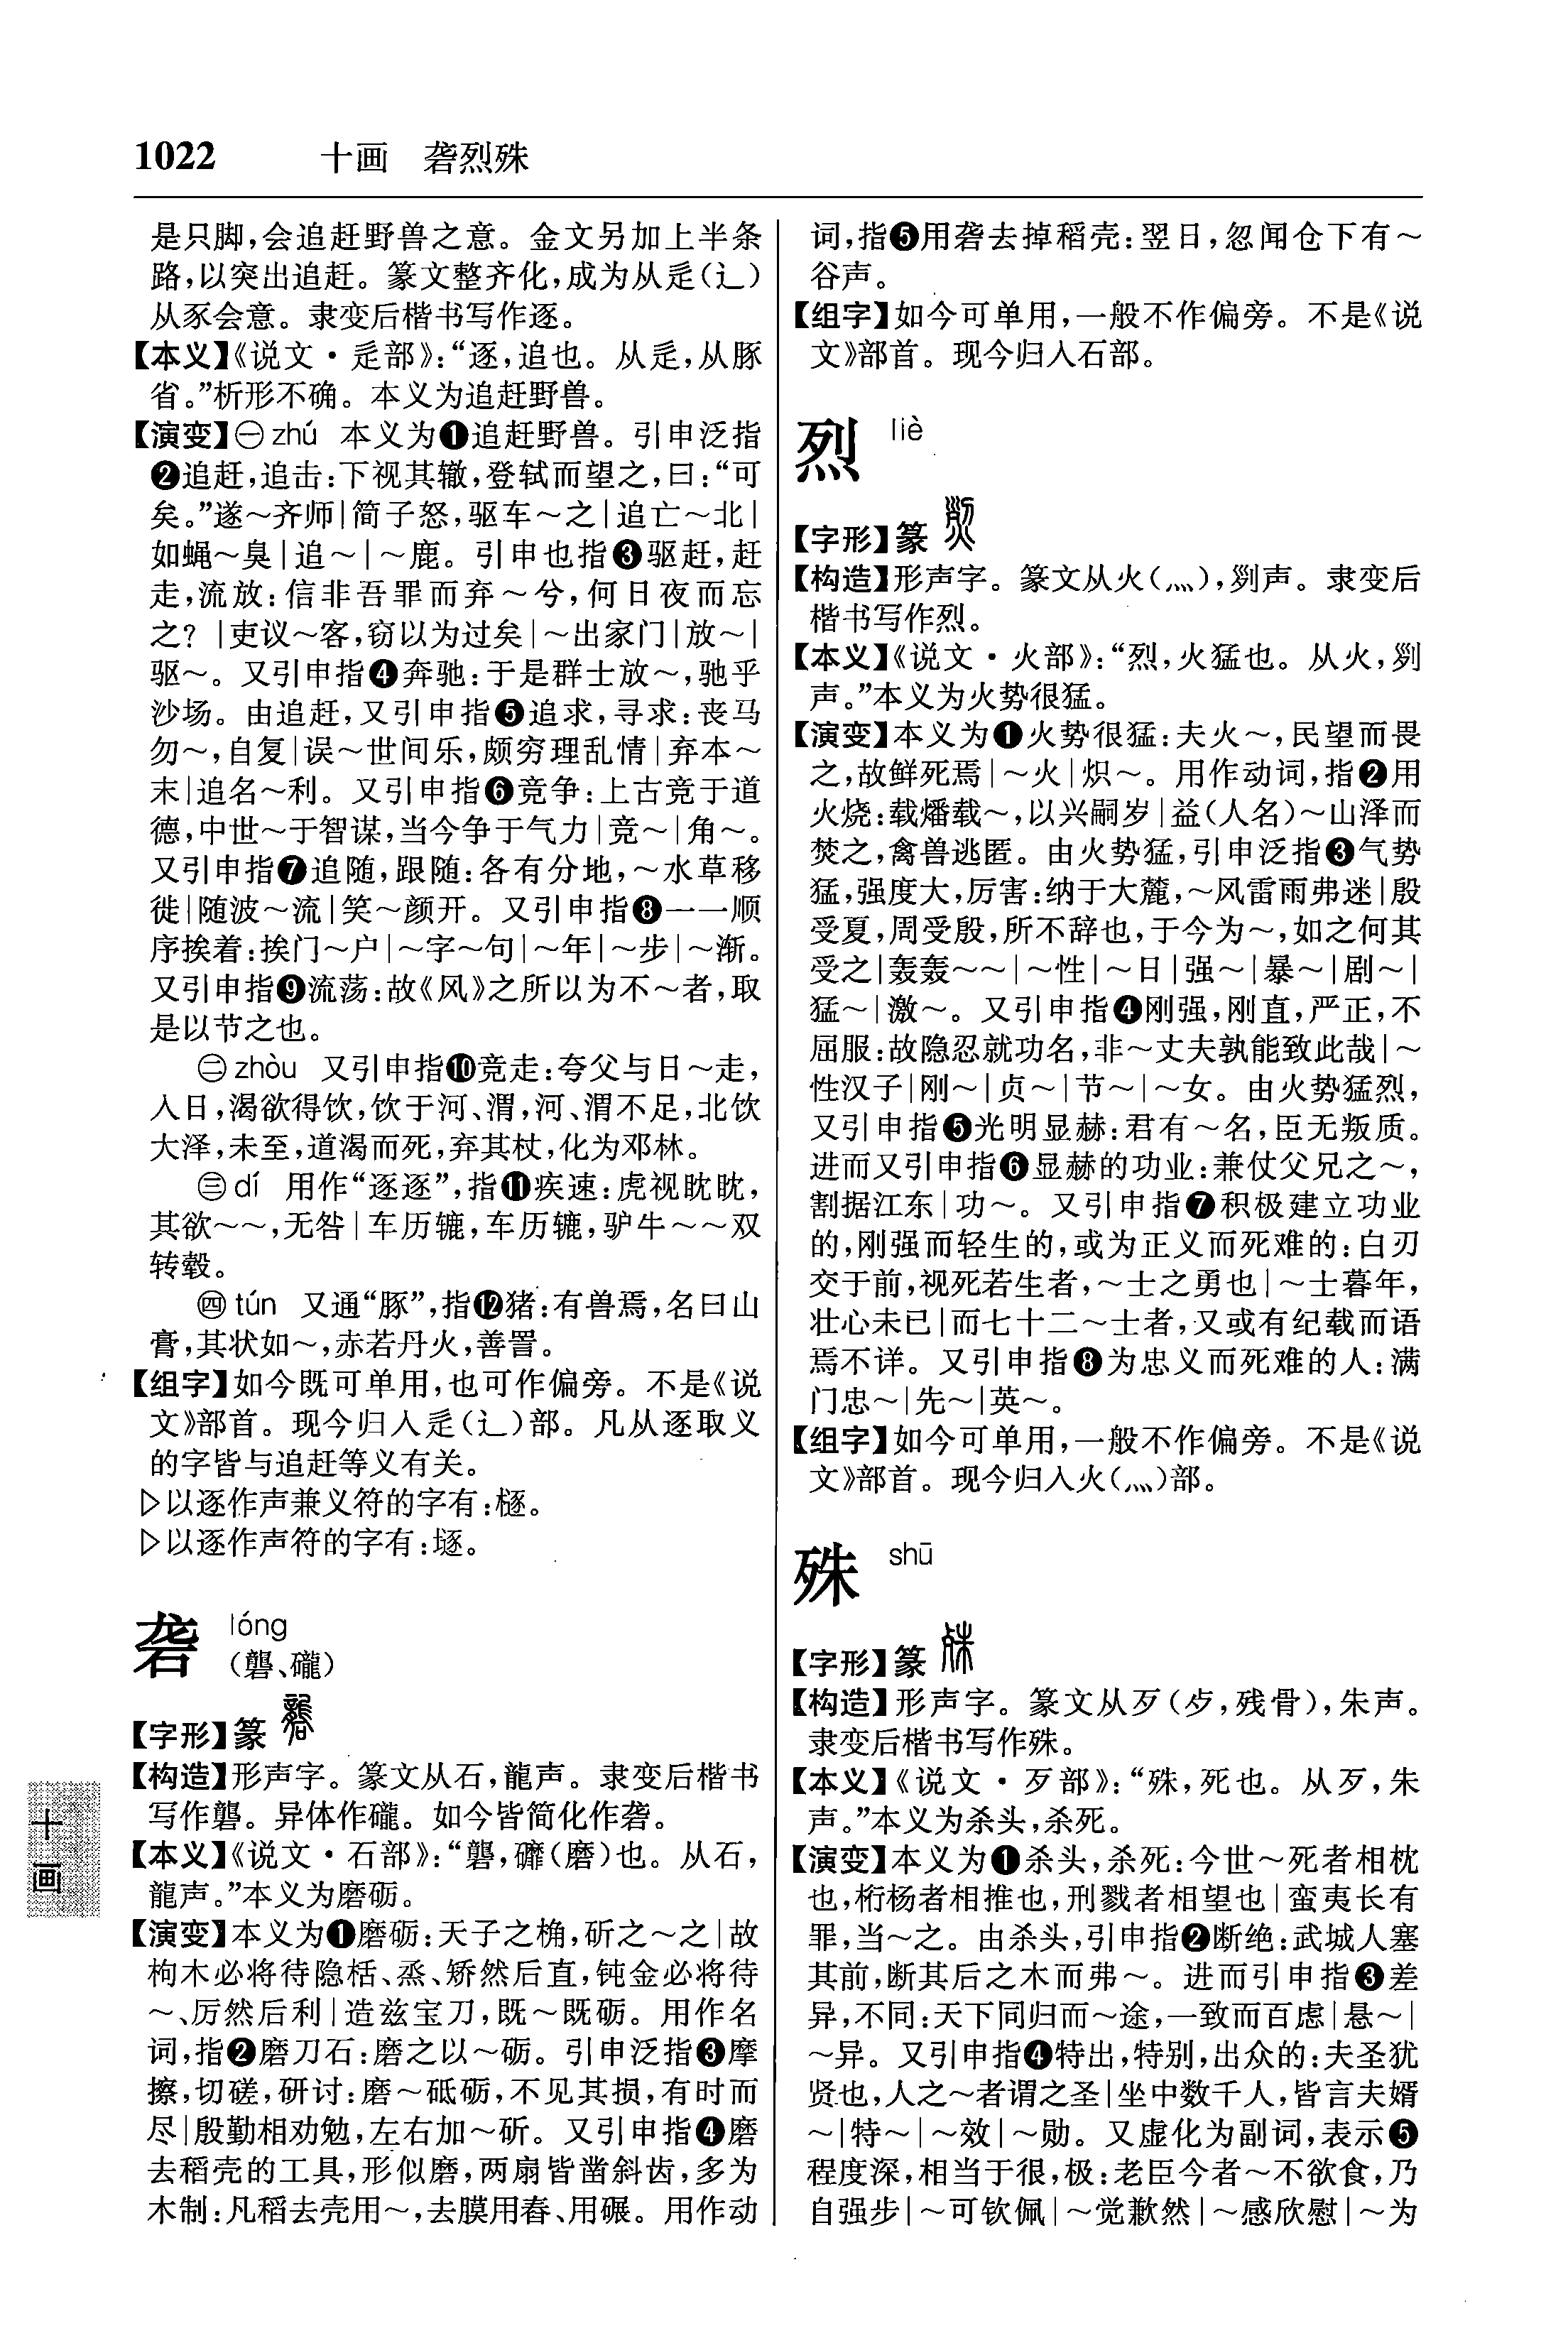 1022 十画 砻烈殊
是只脚,会追赶野兽之意。金文另加上半条
路,以突出追赶。篆文整齐化,成为从辵(辶)
从豕会意。隶变后楷书写作逐。
【本义】《说文·辵部》:“逐,追也。从辵,从豚
省。”析形不确。本义为追赶野兽。
【演变】㊀zhú 本义为❶追赶野兽。引申泛指
❷追赶,追击:下视其辙,登轼而望之,曰:“可
矣。”遂～齐师|简子怒,驱车～之|追亡～北|
如蝇～臭|追～|～鹿。引申也指❸驱赶,赶
走,流放:信非吾罪而弃～兮,何日夜而忘
之? |吏议～客,窃以为过矣|～出家门|放～|
驱～。又引申指❹奔驰:于是群士放～,驰乎
沙场。由追赶,又引申指❺追求,寻求:丧马
勿～,自复|误～世间乐,颇穷理乱情|弃本～
末|追名～利。又引申指❻竞争:上古竞于道
德,中世～于智谋,当今争于气力|竞～|角～。
又引申指❼追随,跟随:各有分地,～水草移
徙|随波～流|笑～颜开。又引申指❽一一顺
序挨着:挨门～户|～字～句|～年|～步|～渐。
又引申指❾流荡:故《风》之所以为不～者,取
是以节之也。
㊁zhòu 又引申指❿竞走:夸父与日～走,
入日,渴欲得饮,饮于河、渭,河、渭不足,北饮
大泽,未至,道渴而死,弃其杖,化为邓林。
㊂dí 用作“逐逐”,指⓫疾速:虎视眈眈,
其欲～～,无咎|车历辘,车历辘,驴牛～～双
转毂。
㊃tún 又通“豚”,指⓬猪:有兽焉,名曰山
膏,其状如～,赤若丹火,善詈。
【组字】如今既可单用,也可作偏旁。不是《说
文》部首。现今归入辵(辶)部。凡从逐取义
的字皆与追赶等义有关。
▷以逐作声兼义符的字有:㯌。
▷以逐作声符的字有:㙇。
砻 lóng
(礱、䃧)
【字形】篆
【构造】形声字。篆文从石,龍声。隶变后楷书
写作礱。异体作䃧。如今皆简化作砻。
【本义】《说文·石部》:“礱,䃺(磨)也。从石,
龍声。”本义为磨砺。
【演变】本义为❶磨砺:天子之桷,斫之～之|故
枸木必将待隐栝、烝、矫然后直,钝金必将待
～、厉然后利|造兹宝刀,既～既砺。用作名
词,指❷磨刀石:磨之以～砺。引申泛指❸摩
擦,切磋,研讨:磨～砥砺,不见其损,有时而
尽|殷勤相劝勉,左右加～斫。又引申指❹磨
去稻壳的工具,形似磨,两扇皆凿斜齿,多为
木制:凡稻去壳用～,去膜用舂、用碾。用作动
词,指❺用砻去掉稻壳:翌日,忽闻仓下有～
谷声。
【组字】如今可单用,一般不作偏旁。不是《说
文》部首。现今归入石部。
烈 liè
【字形】篆
【构造】形声字。篆文从火(灬),剡声。隶变后
楷书写作烈。
【本义】《说文·火部》:“烈,火猛也。从火,剡
声。”本义为火势很猛。
【演变】本义为❶火势很猛:夫火～,民望而畏
之,故鲜死焉|～火|炽～。用作动词,指❷用
火烧:载燔载～,以兴嗣岁|益(人名)～山泽而
焚之,禽兽逃匿。由火势猛,引申泛指❸气势
猛,强度大,厉害:纳于大麓,～风雷雨弗迷|殷
受夏,周受殷,所不辞也,于今为～,如之何其
受之|轰轰～～|～性|～日|强～|暴～|剧～|
猛～|激～。又引申指❹刚强,刚直,严正,不
屈服:故隐忍就功名,非～丈夫孰能致此哉|～
性汉子|刚～|贞～|节～|～女。由火势猛烈,
又引申指❺光明显赫:君有～名,臣无叛质。
进而又引申指❻显赫的功业:兼仗父兄之～,
割据江东|功～。又引申指❼积极建立功业
的,刚强而轻生的,或为正义而死难的:白刃
交于前,视死若生者,～士之勇也|～士暮年,
壮心未已|而七十二～士者,又或有纪载而语
焉不详。又引申指❽为忠义而死难的人:满
门忠～|先～|英～。
【组字】如今可单用,一般不作偏旁。不是《说
文》部首。现今归入火(灬)部。
殊 shū
【字形】篆
【构造】形声字。篆文从歹(歺,残骨),朱声。
隶变后楷书写作殊。
【本义】《说文·歹部》:“殊,死也。从歹,朱
声。”本义为杀头,杀死。
【演变】本义为❶杀头,杀死:今世～死者相枕
也,桁杨者相推也,刑戮者相望也|蛮夷长有
罪,当～之。由杀头,引申指❷断绝:武城人塞
其前,断其后之木而弗～。进而引申指❸差
异,不同:天下同归而～途,一致而百虑|悬～|
～异。又引申指❹特出,特别,出众的:夫圣犹
贤也,人之～者谓之圣|坐中数千人,皆言夫婿
～|特～|～效|～勋。又虚化为副词,表示❺
程度深,相当于很,极:老臣今者～不欲食,乃
自强步|～可钦佩|～觉歉然|～感欣慰|～为
十
画